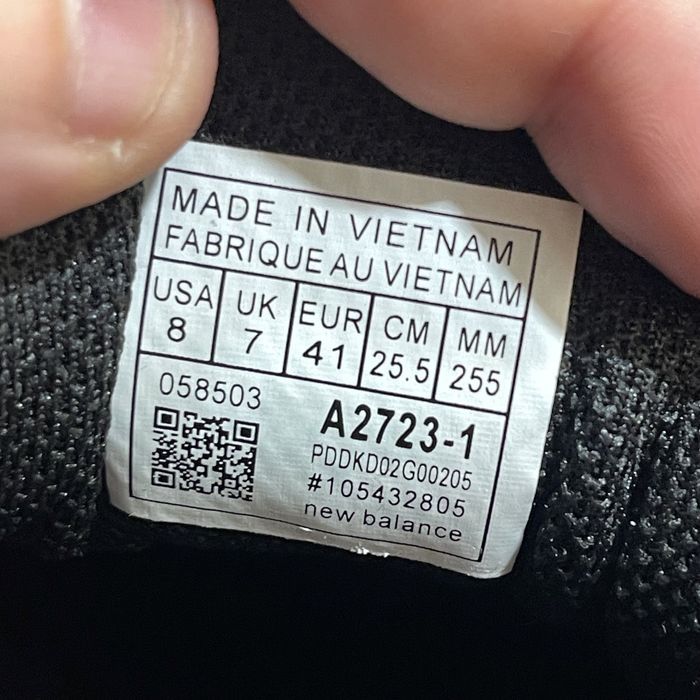 MADE IN VIETNAM
FABRIQUE AU VIETNAM
USA UK EUR CM MM
8 7 41 25.5 255
058503
A2723-1
PDDKD02G00205
#105432805
new balance